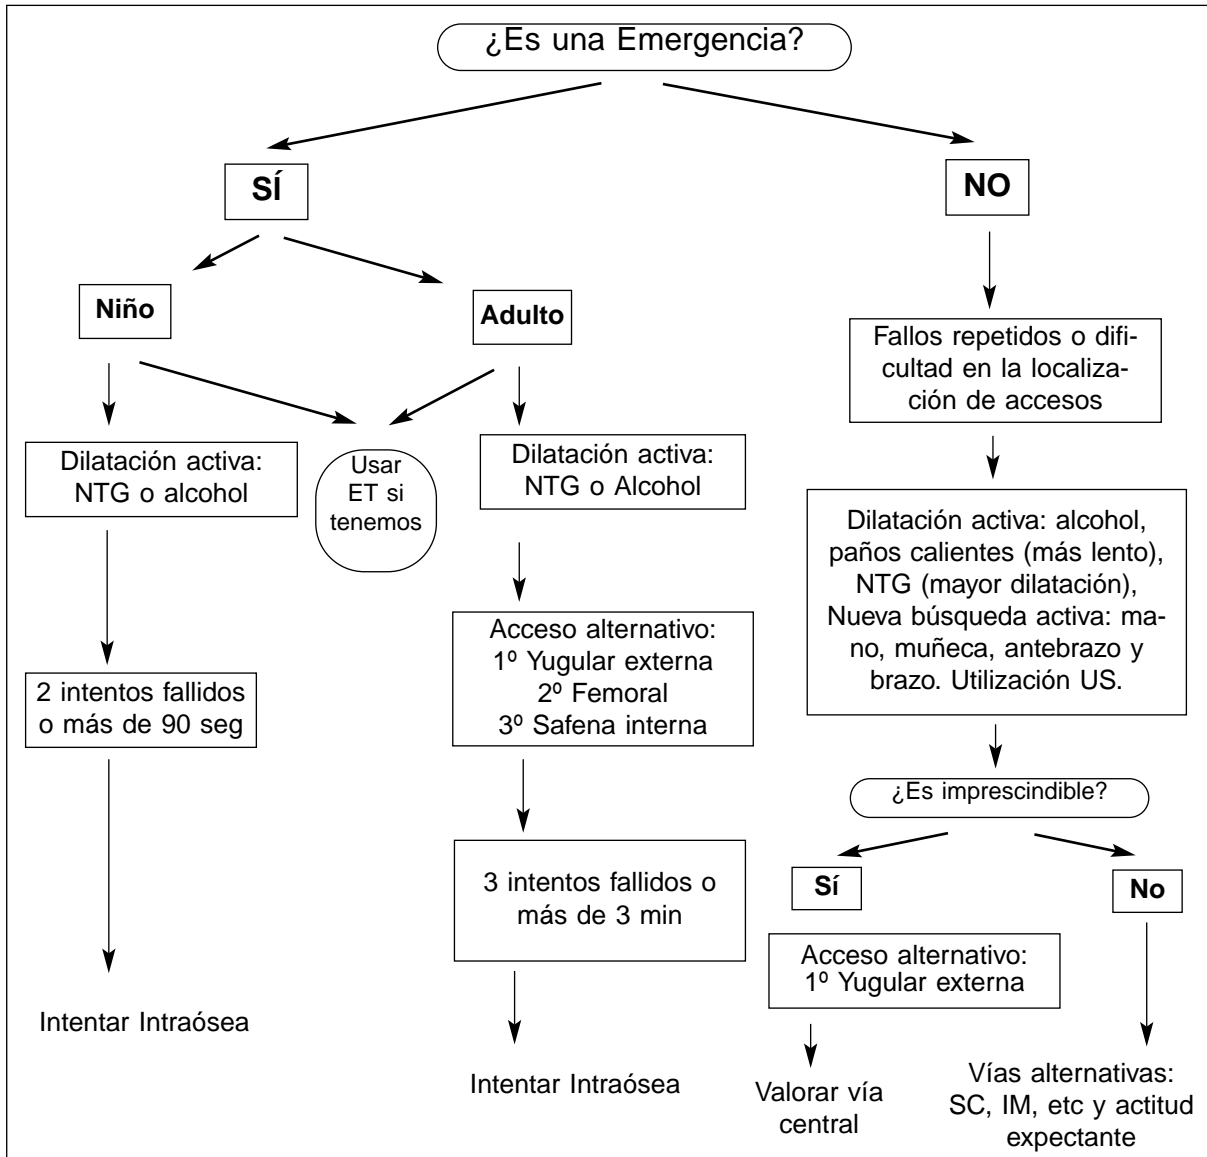 ¿Es una Emergencia?
SÍ
NO
Niño
Adulto
Fallos repetidos o difi-
cultad en la localiza-
ción de accesos
Dilatación activa:
NTG o alcohol
Usar
ET si
tenemos
Dilatación activa:
NTG o Alcohol
Dilatación activa: alcohol,
paños calientes (más lento),
NTG (mayor dilatación),
Nueva búsqueda activa: ma-
no, muñeca, antebrazo y
brazo. Utilización US.
Acceso alternativo:
1º Yugular externa
2º Femoral
3º Safena interna
2 intentos fallidos
o más de 90 seg
¿Es imprescindible?
3 intentos fallidos o
más de 3 min
Sí
No
Acceso alternativo:
1º Yugular externa
Intentar Intraósea
Intentar Intraósea
Valorar vía
central
Vías alternativas:
SC, IM, etc y actitud
expectante